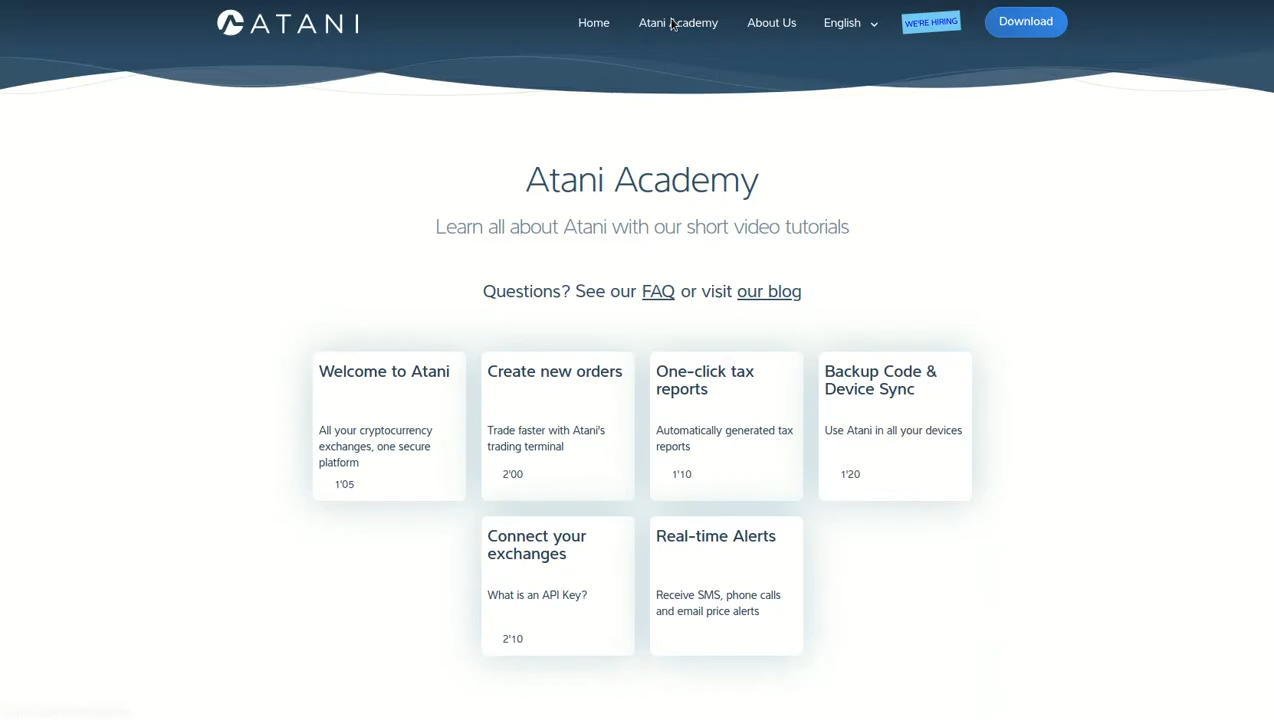 ATANI
Home
Atani Academy
About Us
English
WE'RE HIRING
Download
Atani Academy
Learn all about Atani with our short video tutorials
Questions? See our FAQ or visit our blog
Welcome to Atani
All your cryptocurrency
exchanges, one secure
platform
1'05
Create new orders
Trade faster with Atani's
trading terminal
2'00
One-click tax
reports
Automatically generated tax
reports
1'10
Backup Code &
Device Sync
Use Atani in all your devices
1'20
Connect your
exchanges
What is an API Key?
2'10
Real-time Alerts
Receive SMS, phone calls
and email price alerts